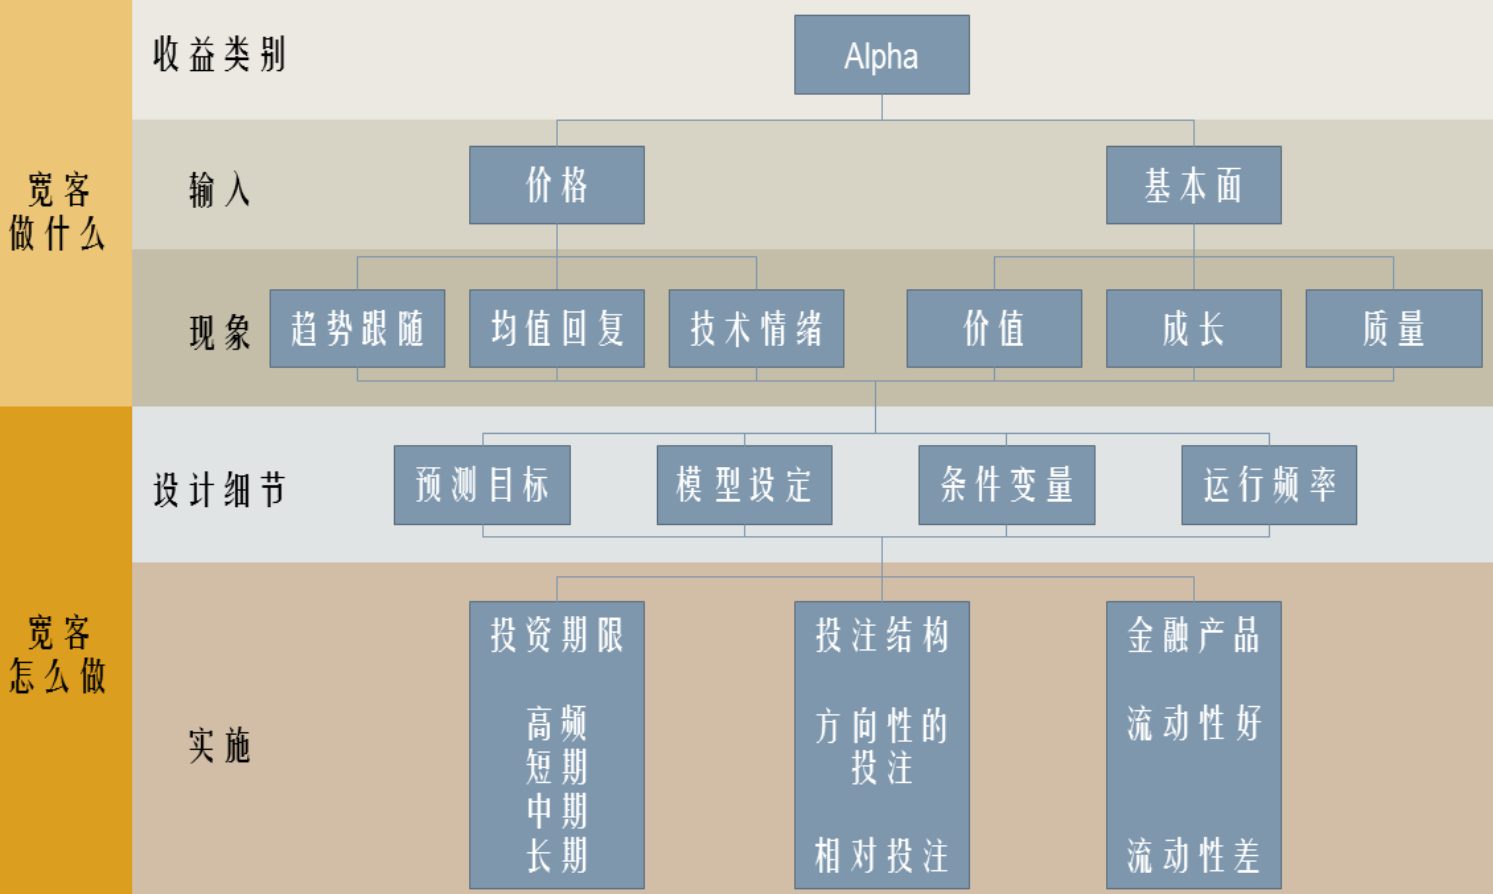 收益类别
Alpha
宽客
做什么
输入
价格
基本面
现象
趋势跟随
均值回复
技术情绪
价值
成长
质量
设计细节
预测目标
模型设定
条件变量
运行频率
宽客
怎么做
实施
投资期限
高频
短期
中期
长期
投注结构
方向性的
投注
相对投注
金融产品
流动性好
流动性差